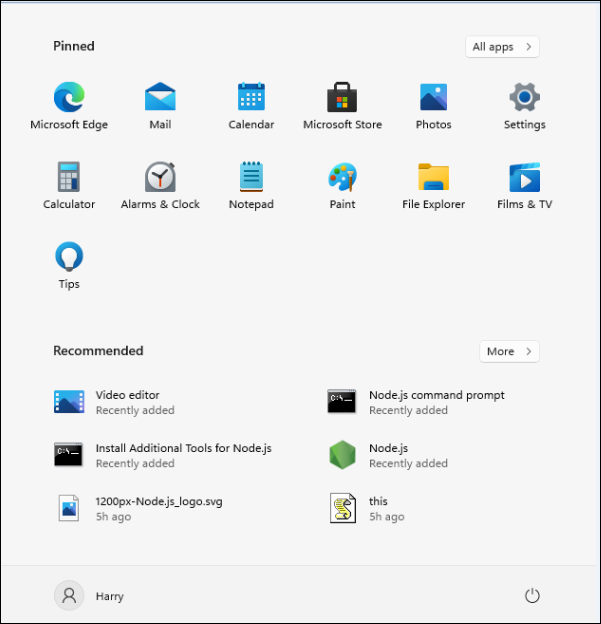 Pinned
All apps >
Microsoft Edge
Mail
Calendar
Microsoft Store
Photos
Settings
Calculator
Alarms & Clock
Notepad
Paint
File Explorer
Films & TV
Tips
Recommended
More >
Video editor
Recently added
Node.js command prompt
Recently added
Install Additional Tools for Node.js
Recently added
Node.js
Recently added
1200px-Node.js_logo.svg
5h ago
this
5h ago
Harry